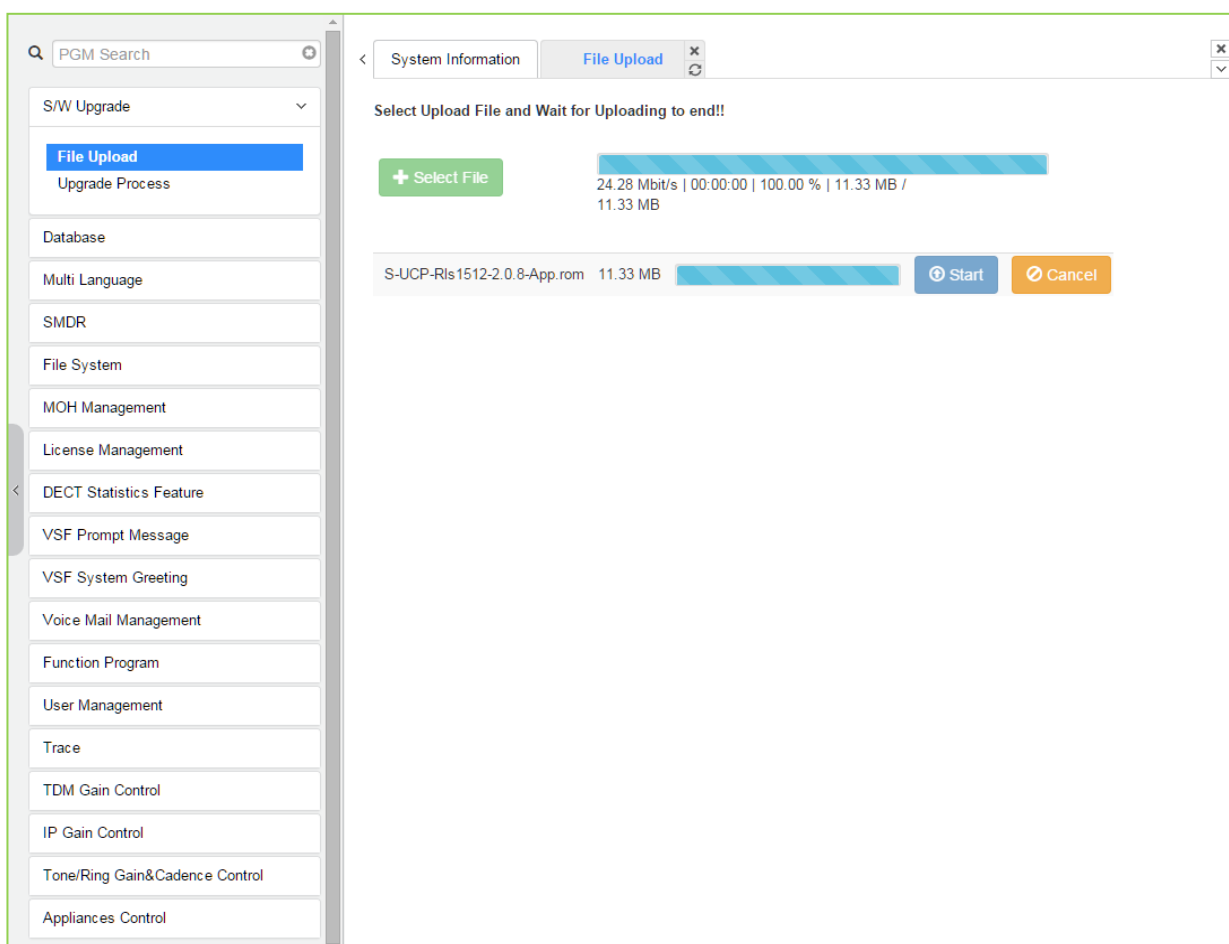 PGM Search
S/W Upgrade
File Upload
Upgrade Process
Database
Multi Language
SMDR
File System
MOH Management
License Management
DECT Statistics Feature
VSF Prompt Message
VSF System Greeting
Voice Mail Management
Function Program
User Management
Trace
TDM Gain Control
IP Gain Control
Tone/Ring Gain&Cadence Control
Appliances Control
System Information
File Upload
Select Upload File and Wait for Uploading to end!!
Select File
24.28 Mbit/s | 00:00:00 | 100.00 % | 11.33 MB /
11.33 MB
S-UCP-Rls1512-2.0.8-App.rom 11.33 MB Start Cancel